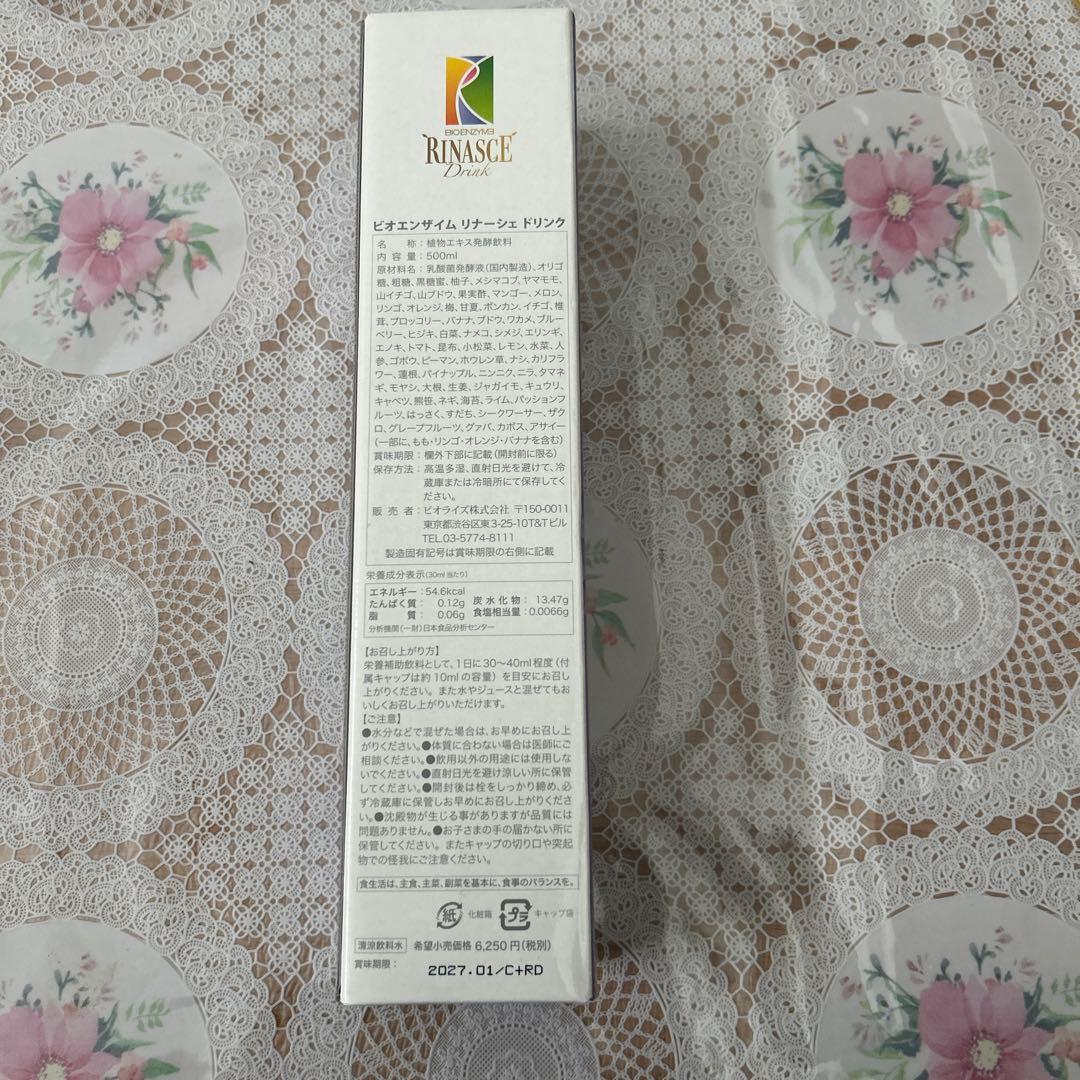 BIOENZYME
RINASCE
Drink
ビオエンザイム リナーシェ ドリンク
名　　称：植物エキス発酵飲料
内 容 量：500ml
原材料名：乳酸菌発酵液（国内製造）、オリゴ
糖、粗糖、黒糖蜜、柚子、メシマコブ、ヤマモモ、
山イチゴ、山ブドウ、果実酢、マンゴー、メロン、
リンゴ、オレンジ、梅、甘夏、ポンカン、イチゴ、椎
茸、ブロッコリー、バナナ、ブドウ、ワカメ、ブルー
ベリー、ヒジキ、白菜、ナメコ、シメジ、エリンギ、
エノキ、トマト、昆布、小松菜、レモン、水菜、人
参、ゴボウ、ピーマン、ホウレン草、ナシ、カリフラ
ワー、蓮根、パイナップル、ニンニク、ニラ、タマネ
ギ、モヤシ、大根、生姜、ジャガイモ、キュウリ、
キャベツ、熊笹、ネギ、海苔、ライム、パッションフ
ルーツ、はっさく、すだち、シークワーサー、ザク
ロ、グレープフルーツ、グァバ、カボス、アサイー
（一部に、もも・リンゴ・オレンジ・バナナを含む）
賞味期限：欄外下部に記載（開封前に限る）
保存方法：高温多湿、直射日光を避けて、冷
蔵庫または冷暗所にて保存してく
ださい。
販 売 者：ビオライズ株式会社 〒150-0011
東京都渋谷区東3-25-10T&Tビル
TEL.03-5774-8111
製造固有記号は賞味期限の右側に記載
栄養成分表示（30ml当たり）
エネルギー：54.6kcal
たんぱく質： 0.12g 炭水化物： 13.47g
脂　　質： 0.06g 食塩相当量：0.0066g
分析機関（一財）日本食品分析センター
【お召し上がり方】
栄養補助飲料として、1日に30〜40ml程度（付
属キャップは約10mlの容量）を目安にお召し
上がりください。また水やジュースと混ぜてもお
いしくお召し上がりいただけます。
【ご注意】
●水分などで混ぜた場合は、お早めにお召し上
がりください。●体質に合わない場合は医師にご
相談ください。●飲用以外の用途には使用しな
いでください。●直射日光を避け涼しい所に保管
してください。●開封後は栓をしっかり締め、必
ず冷蔵庫に保管しお早めにお召し上がりくださ
い。●沈殿物が生じる事がありますが品質には
問題ありません。●お子さまの手の届かない所に
保管してください。またキャップの切り口や突起
物での怪我にご注意ください。
食生活は、主食、主菜、副菜を基本に、食事のバランスを。
紙 化粧箱 プラ キャップ袋
清涼飲料水 希望小売価格 6,250円（税別）
賞味期限： 2027.01/C+RD